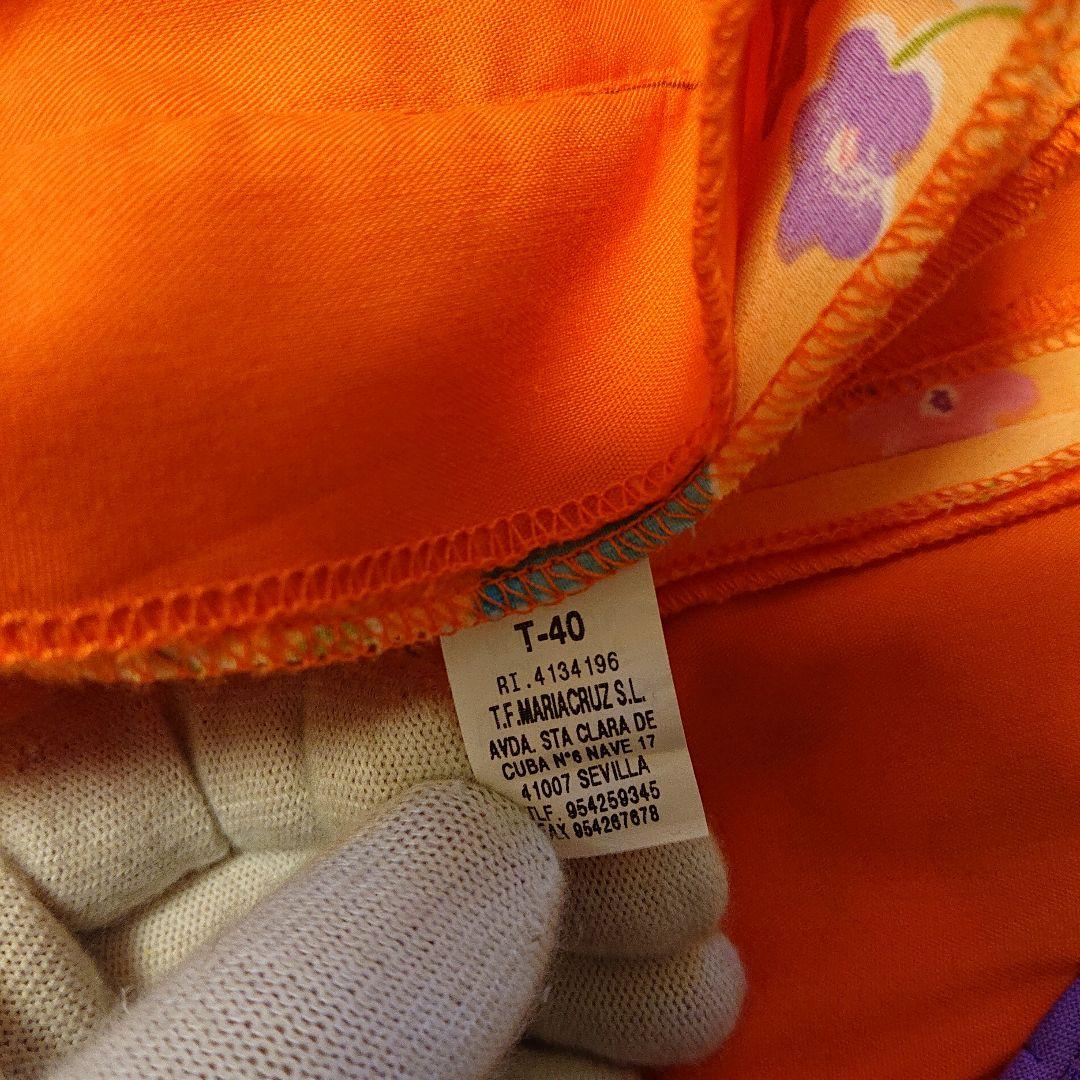 T-40
RI.4134196
T.F.MARIACRUZ S.L.
AVDA. STA CLARA DE
CUBA Nº6 NAVE 17
41007 SEVILLA
TLF. 954259345
FAX 954267678